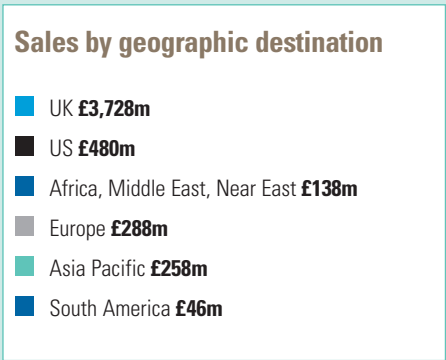 Sales by geographic destination
UK £3,728m
US £480m
Africa, Middle East, Near East £138m
Europe £288m
Asia Pacific £258m
South America £46m